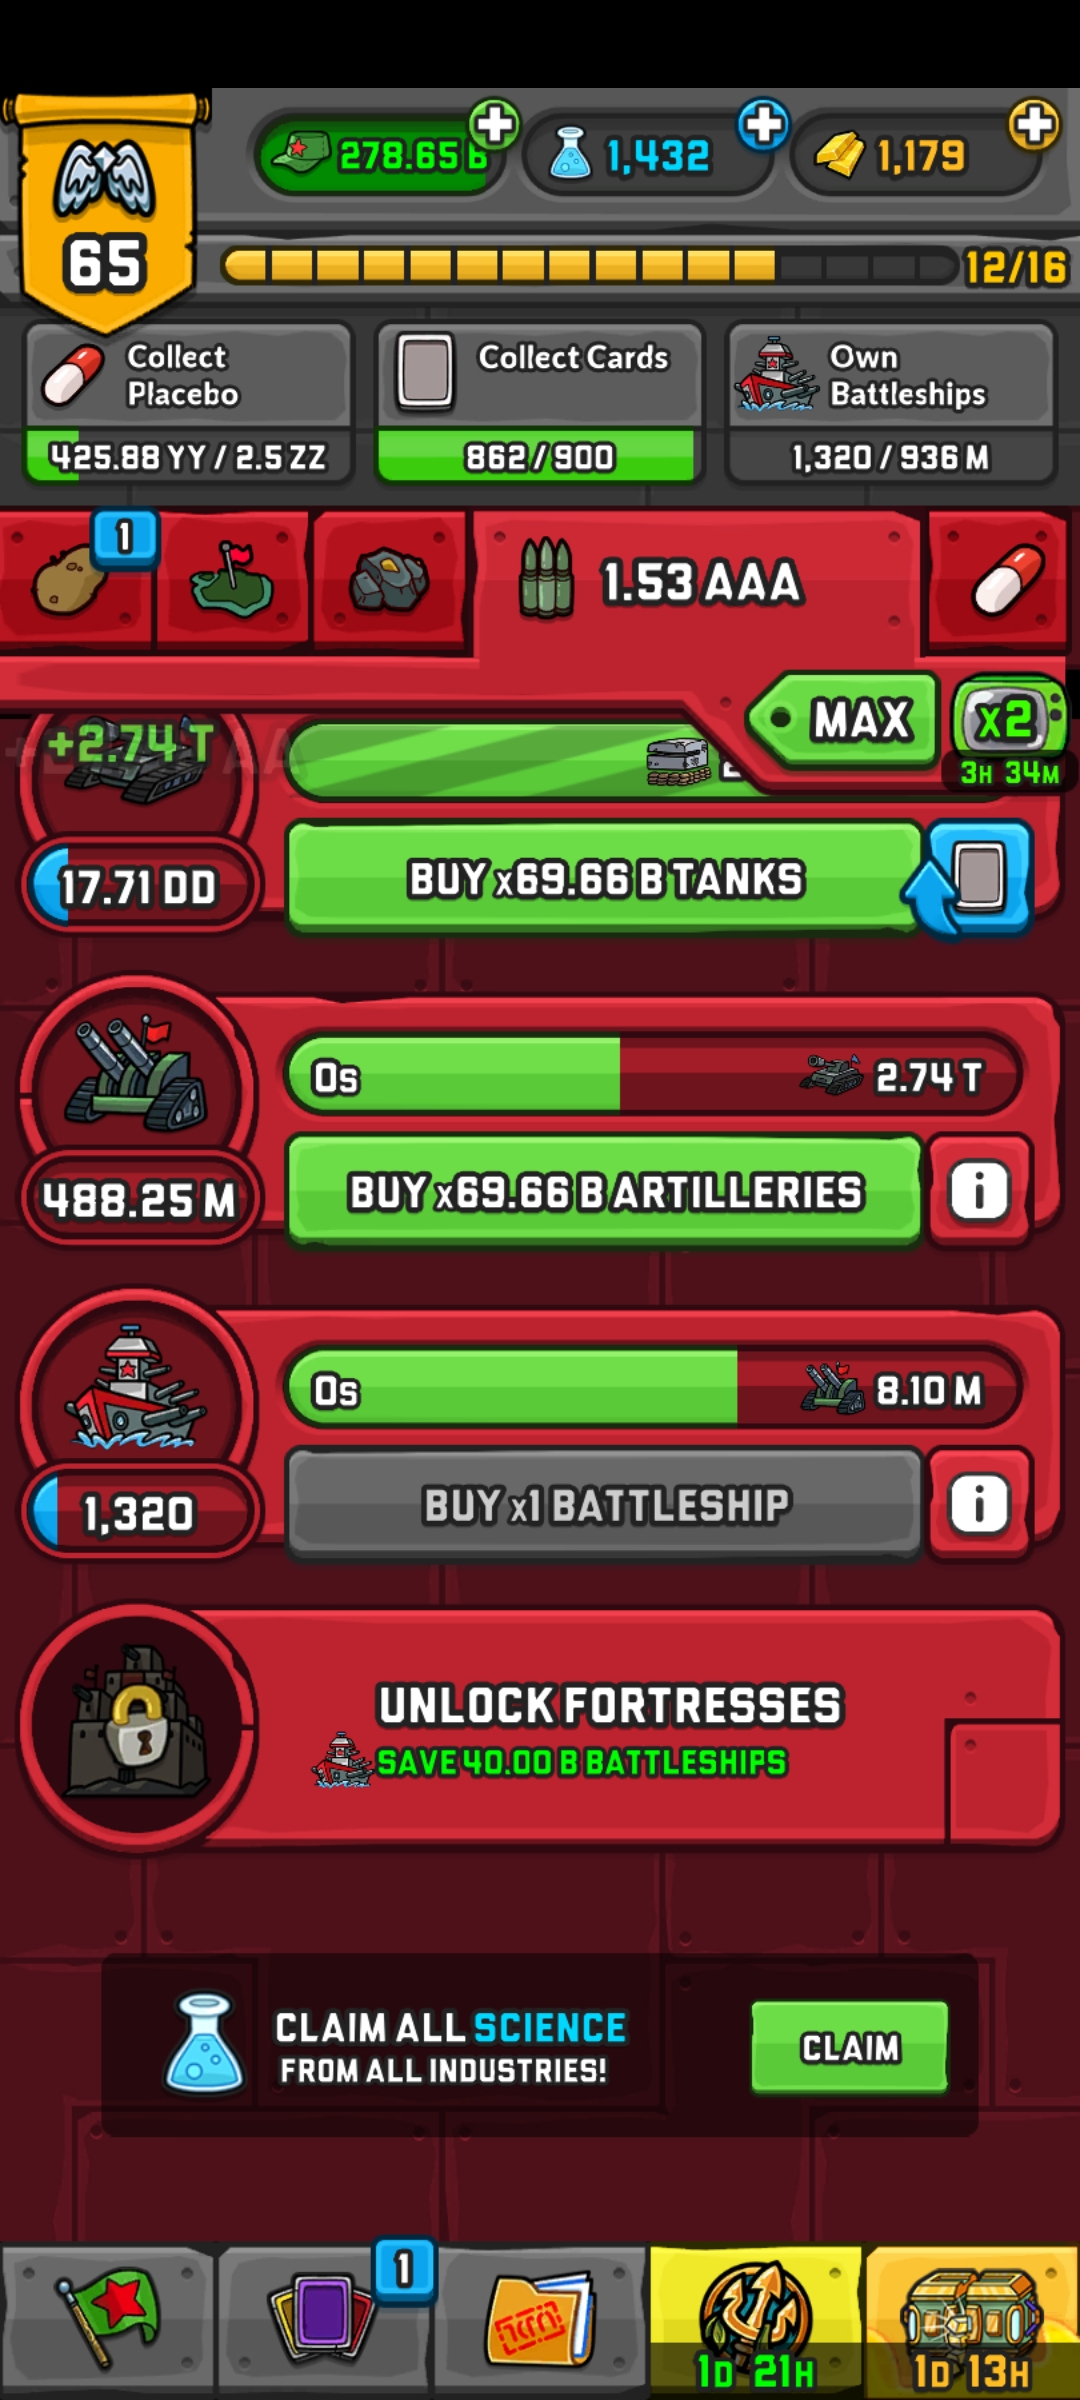 278.65 B
1,432
1,179
65
12/16
Collect
Placebo
425.88 YY / 2.5 ZZ
Collect Cards
862/900
Own
Battleships
1,320 / 936 M
1
1.53 AAA
MAX
x2
3H 34M
+2.74 T
17.71 DD
BUY x69.66 B TANKS
0s
2.74 T
488.25 M
BUY x69.66 B ARTILLERIES
0s
8.10 M
1,320
BUY x1 BATTLESHIP
UNLOCK FORTRESSES
SAVE 40.00 B BATTLESHIPS
CLAIM ALL SCIENCE
FROM ALL INDUSTRIES!
CLAIM
1
1D 21H
1D 13H